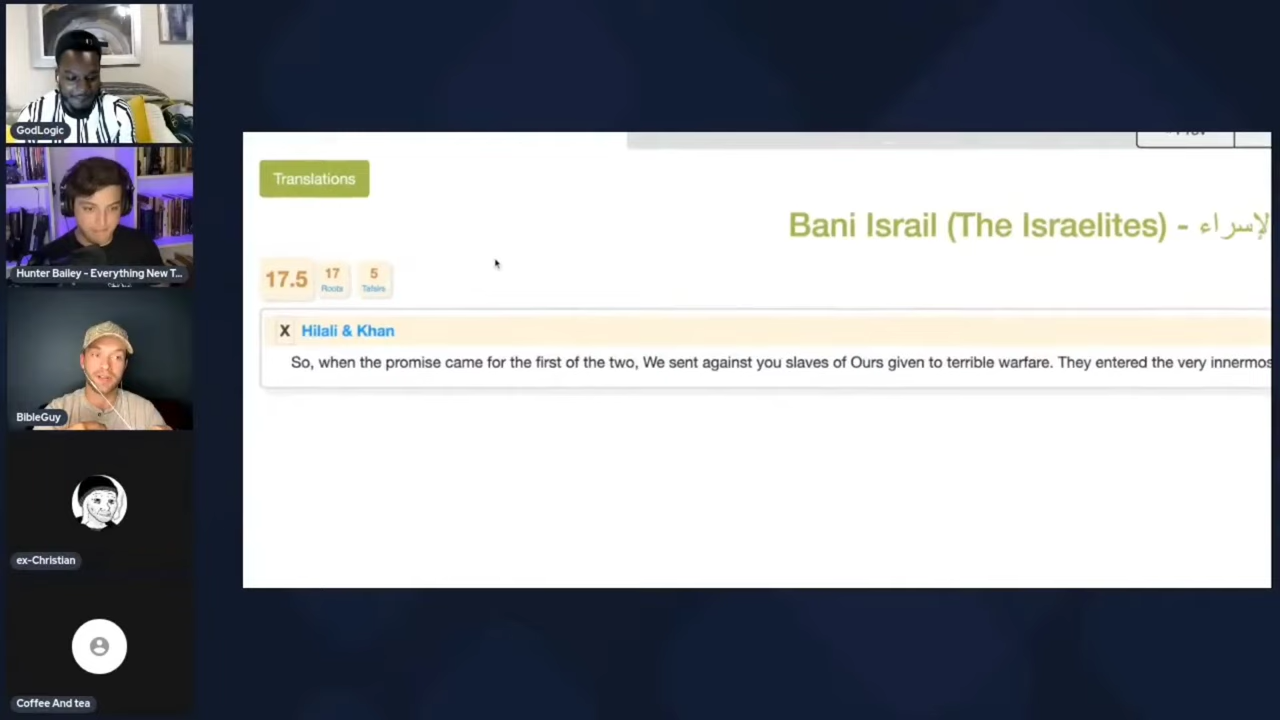 GodLogic
Hunter Bailey - Everything New T...
BibleGuy
ex-Christian
Coffee And tea
Translations
Bani Israil (The Israelites) - لإسراء
17.5
17
Roots
5
Tafsirs
X Hilali & Khan
So, when the promise came for the first of the two, We sent against you slaves of Ours given to terrible warfare. They entered the very innermos